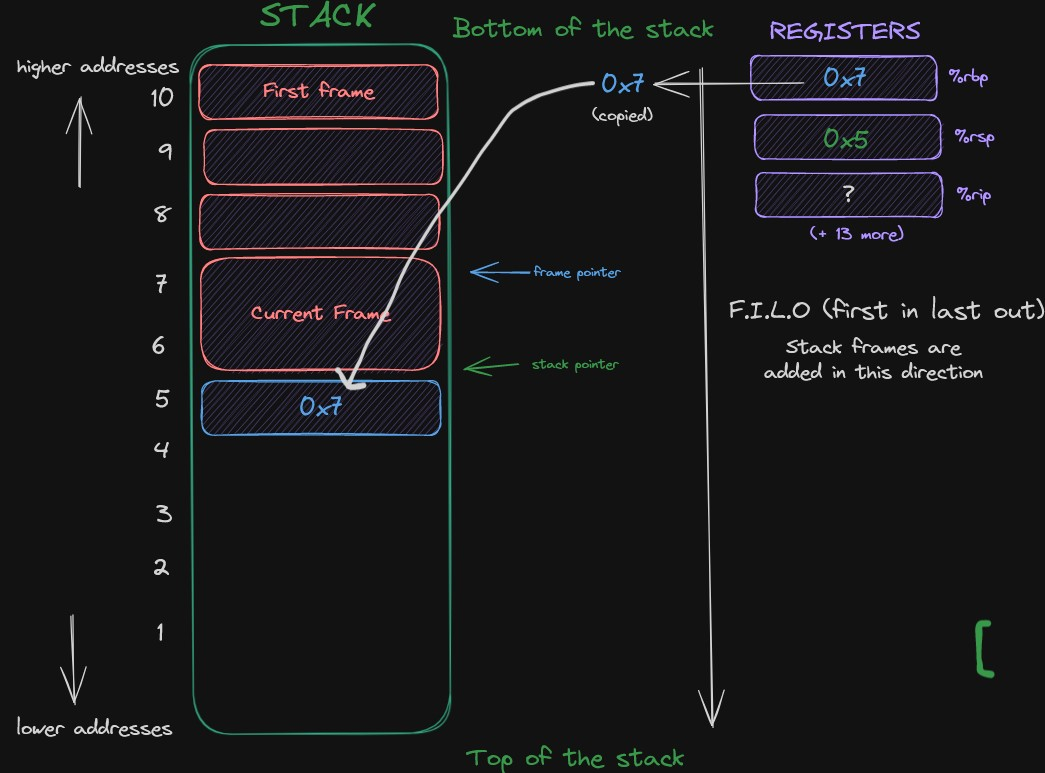 STACK
Bottom of the stack
REGISTERS
higher addresses
10
First frame
0x7
(copied)
0x7
%rbp
9
0x5
%rsp
8
?
%rip
(+ 13 more)
7
frame pointer
Current Frame
F.I.L.O (first in last out)
Stack frames are
added in this direction
6
stack pointer
5
0x7
4
3
2
1
[
lower addresses
Top of the stack